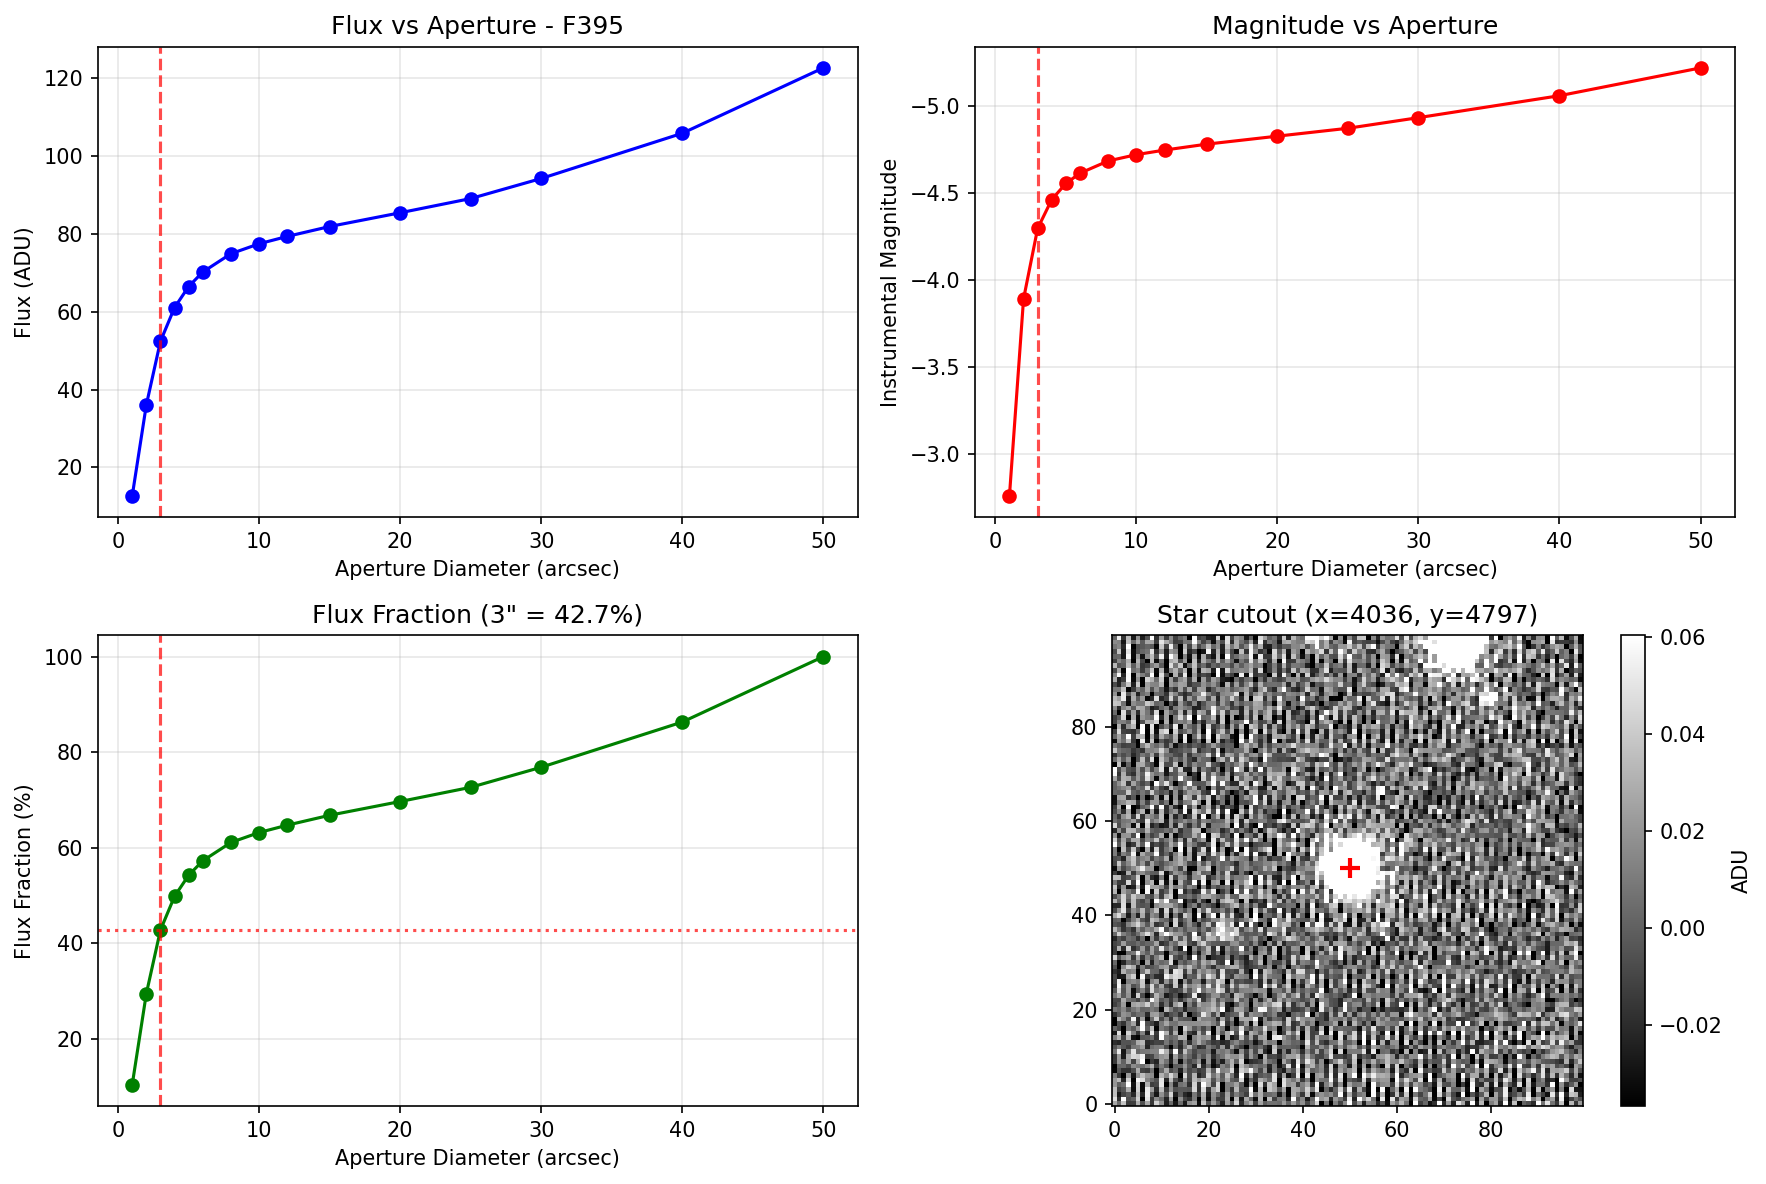 Flux vs Aperture - F395
120
100
80
60
40
20
Flux (ADU)
0 10 20 30 40 50
Aperture Diameter (arcsec)
Magnitude vs Aperture
−5.0
−4.5
−4.0
−3.5
−3.0
Instrumental Magnitude
0 10 20 30 40 50
Aperture Diameter (arcsec)
Flux Fraction (3" = 42.7%)
100
80
60
40
20
Flux Fraction (%)
0 10 20 30 40 50
Aperture Diameter (arcsec)
Star cutout (x=4036, y=4797)
80
60
40
20
0
0 20 40 60 80
0.06
0.04
0.02
0.00
−0.02
ADU